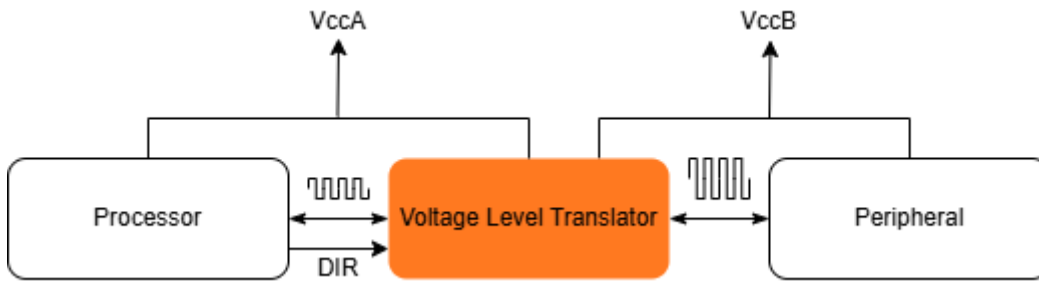 VccA
VccB
Processor
Voltage Level Translator
Peripheral
DIR